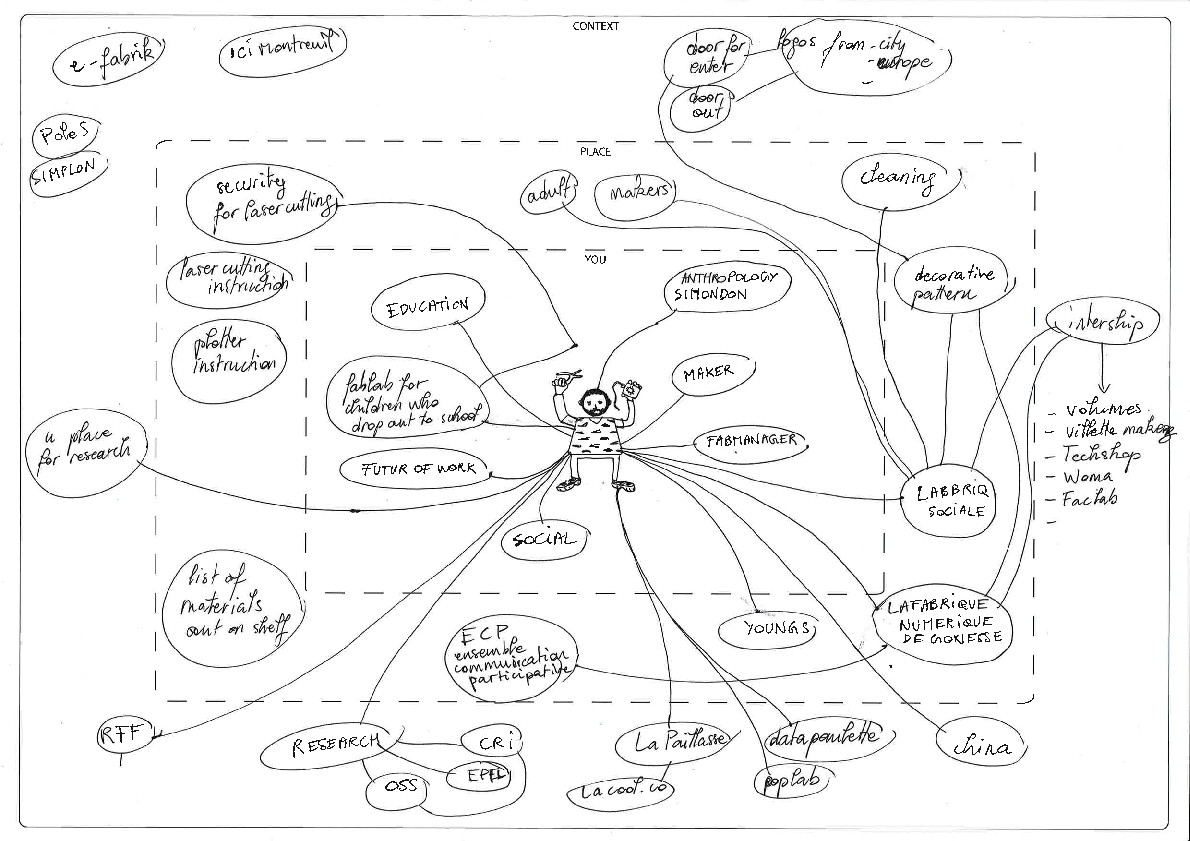 CONTEXT
e-fabrik
ici Montreuil
door for
enter
logos from - city
- europe
-
door
out
Pole S
SIMPLON
PLACE
security
for laser cutting
adult
makers
cleaning
laser cutting
instruction
YOU
EDUCATION
ANTHROPOLOGY
SIMONDON
decorative
pattern
intership
plotter
instruction
fablab for
children who
drop out to school
MAKER
- Volumes
- Villette makerz
- Techshop
- Woma
- Faclab
-
u place
for research
FUTUR OF WORK
FABMANAGER
LABBRIQ
SOCIALE
SOCIAL
list of
materials
out on shelf
ECP
ensemble
communication
participative
YOUNGS
LAFABRIQUE
NUMERIQUE
DE GONESSE
RFF
RESEARCH
CRi
EPFL
OSS
La Paillasse
Lacool.co
datapaulette
poplab
china